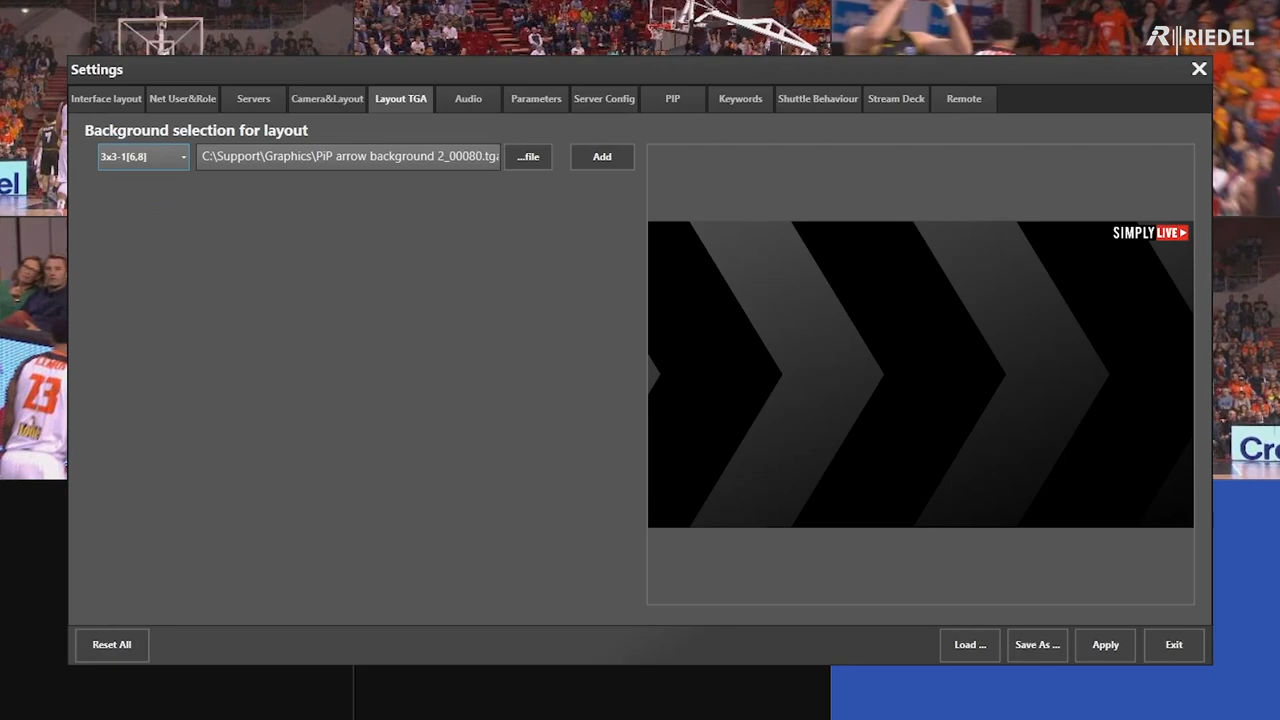 RIEDEL
Settings
Interface layout Net User&Role Servers Camera&Layout Layout TGA Audio Parameters Server Config PIP Keywords Shuttle Behaviour Stream Deck Remote
Background selection for layout
3x3-1[6,8] C:\Support\Graphics\PiP arrow background 2_00080.tga ...file Add
SIMPLY LIVE
23
Reset All Load ... Save As ... Apply Exit